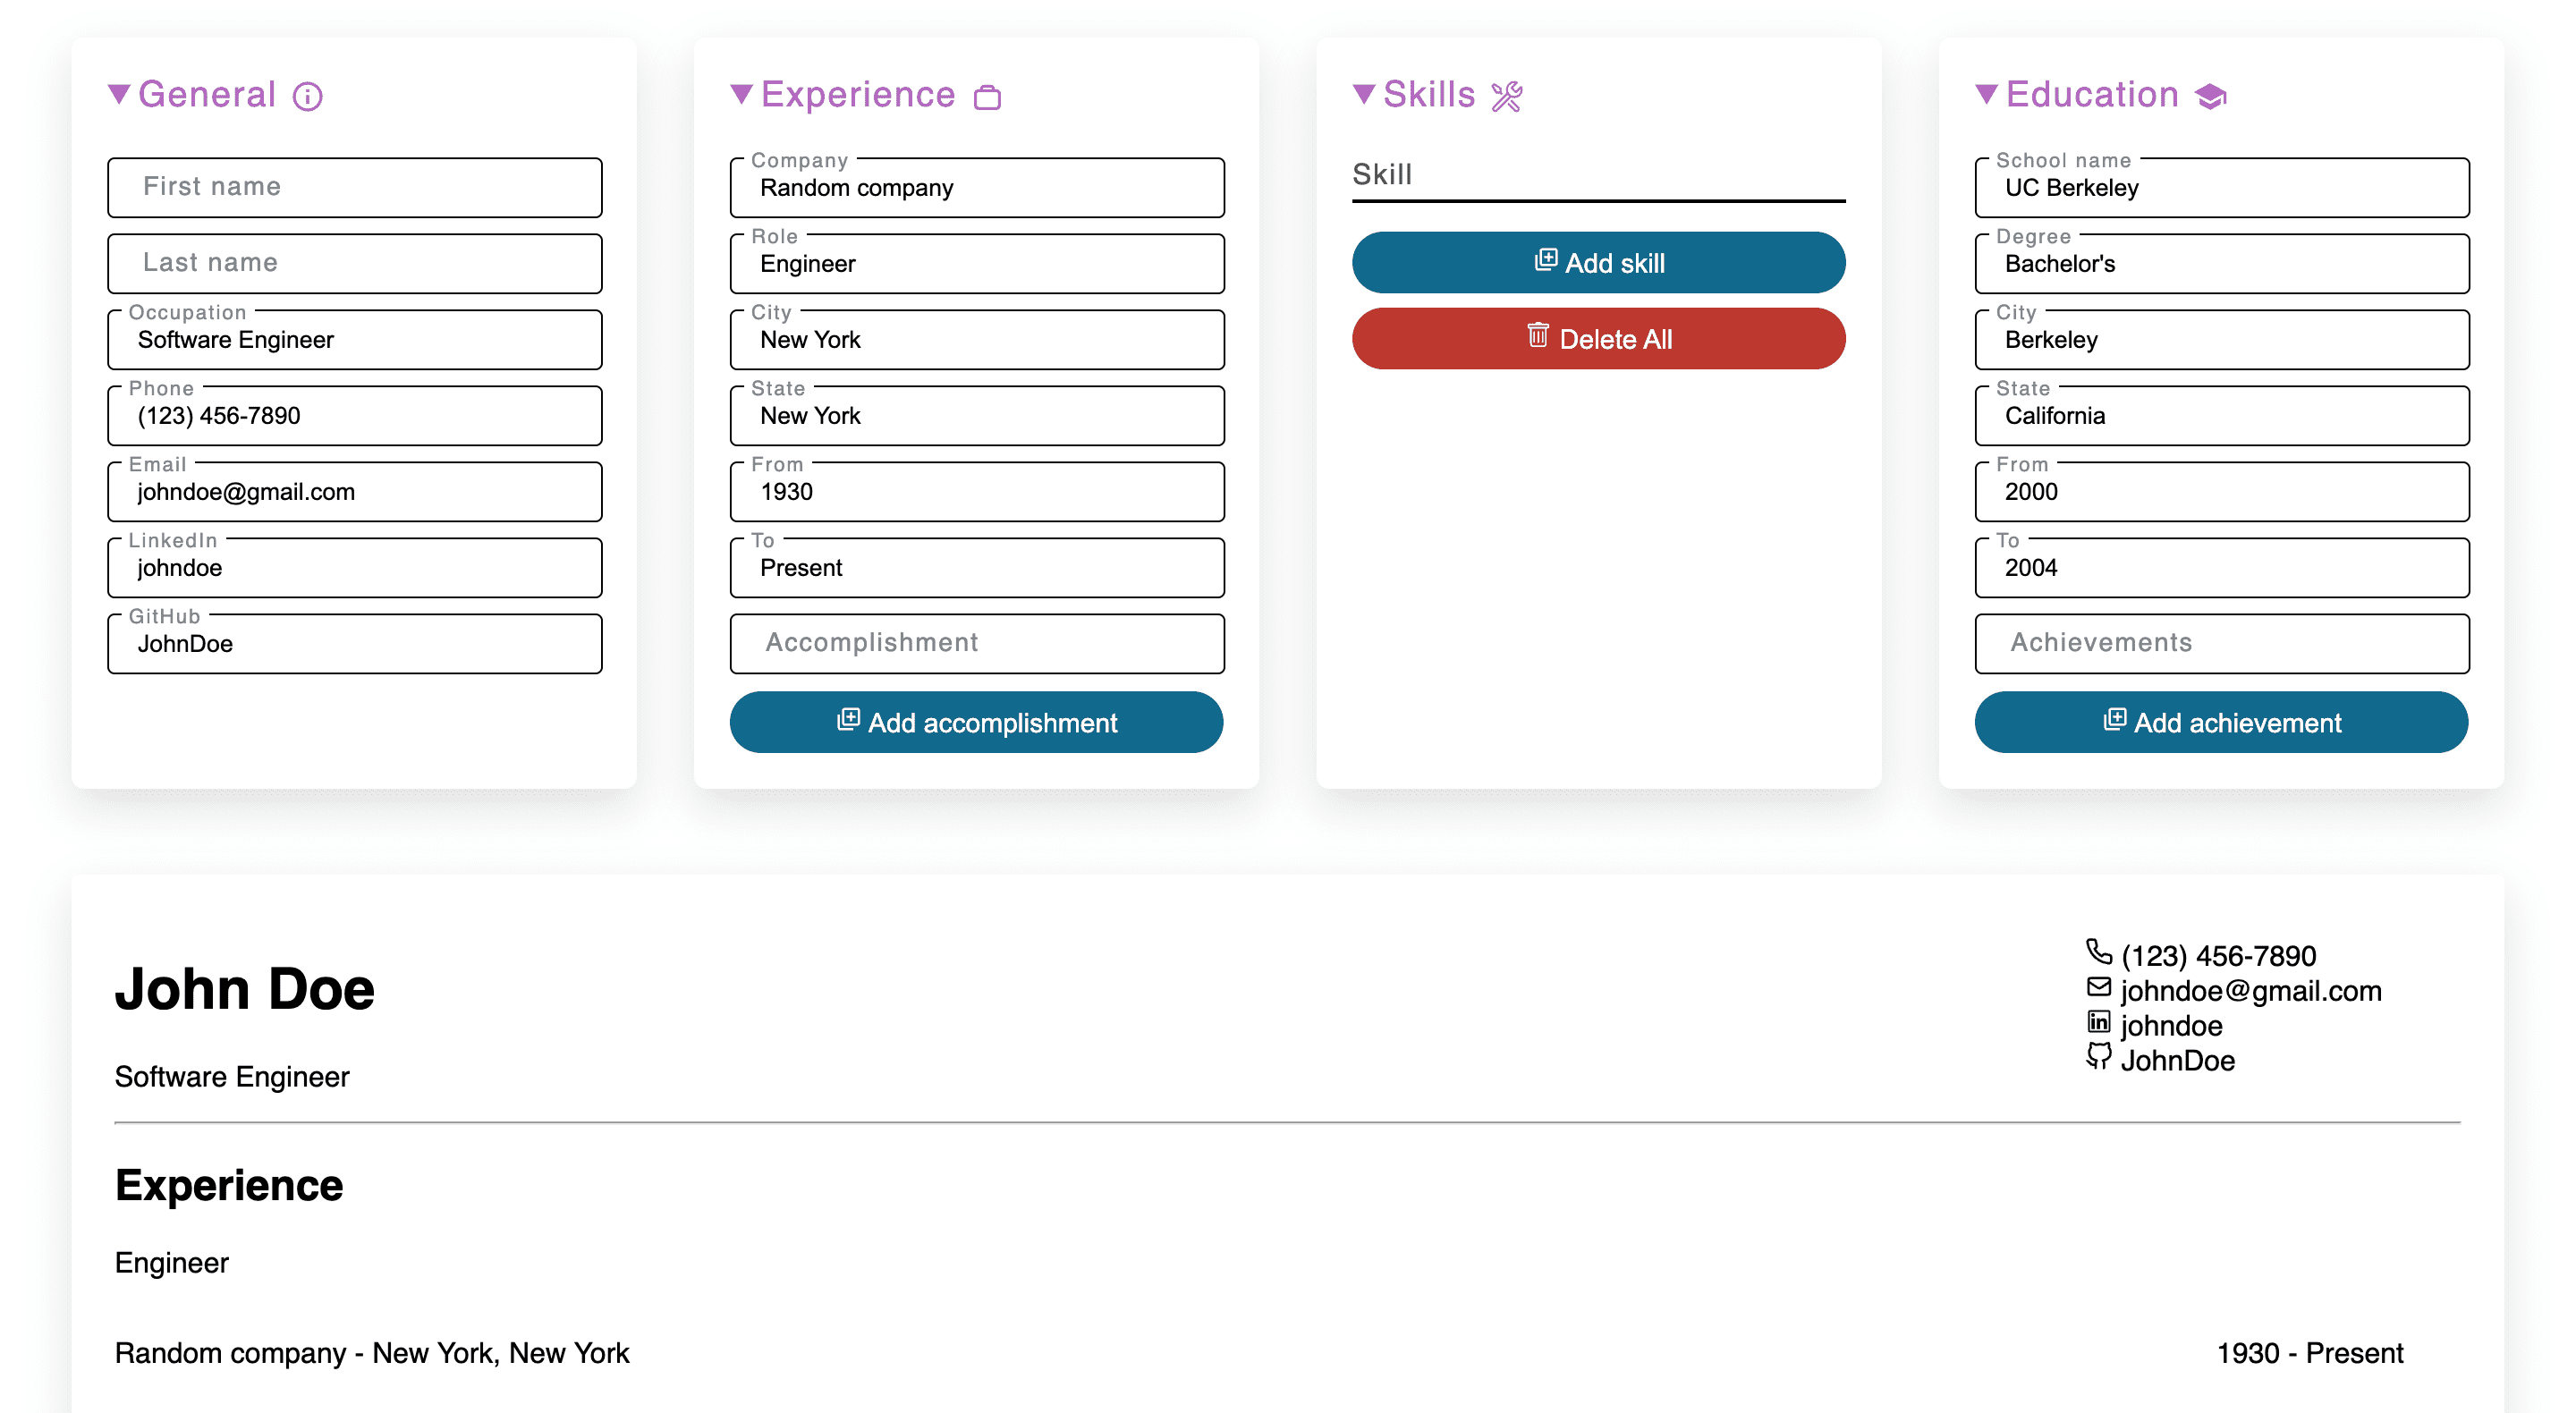 General
First name
Last name
Occupation
Software Engineer
Phone
(123) 456-7890
Email
johndoe@gmail.com
LinkedIn
johndoe
GitHub
JohnDoe
Experience
Company
Random company
Role
Engineer
City
New York
State
New York
From
1930
To
Present
Accomplishment
Add accomplishment
Skills
Skill
Add skill
Delete All
Education
School name
UC Berkeley
Degree
Bachelor's
City
Berkeley
State
California
From
2000
To
2004
Achievements
Add achievement
John Doe
Software Engineer
(123) 456-7890
johndoe@gmail.com
johndoe
JohnDoe
Experience
Engineer
Random company - New York, New York
1930 - Present